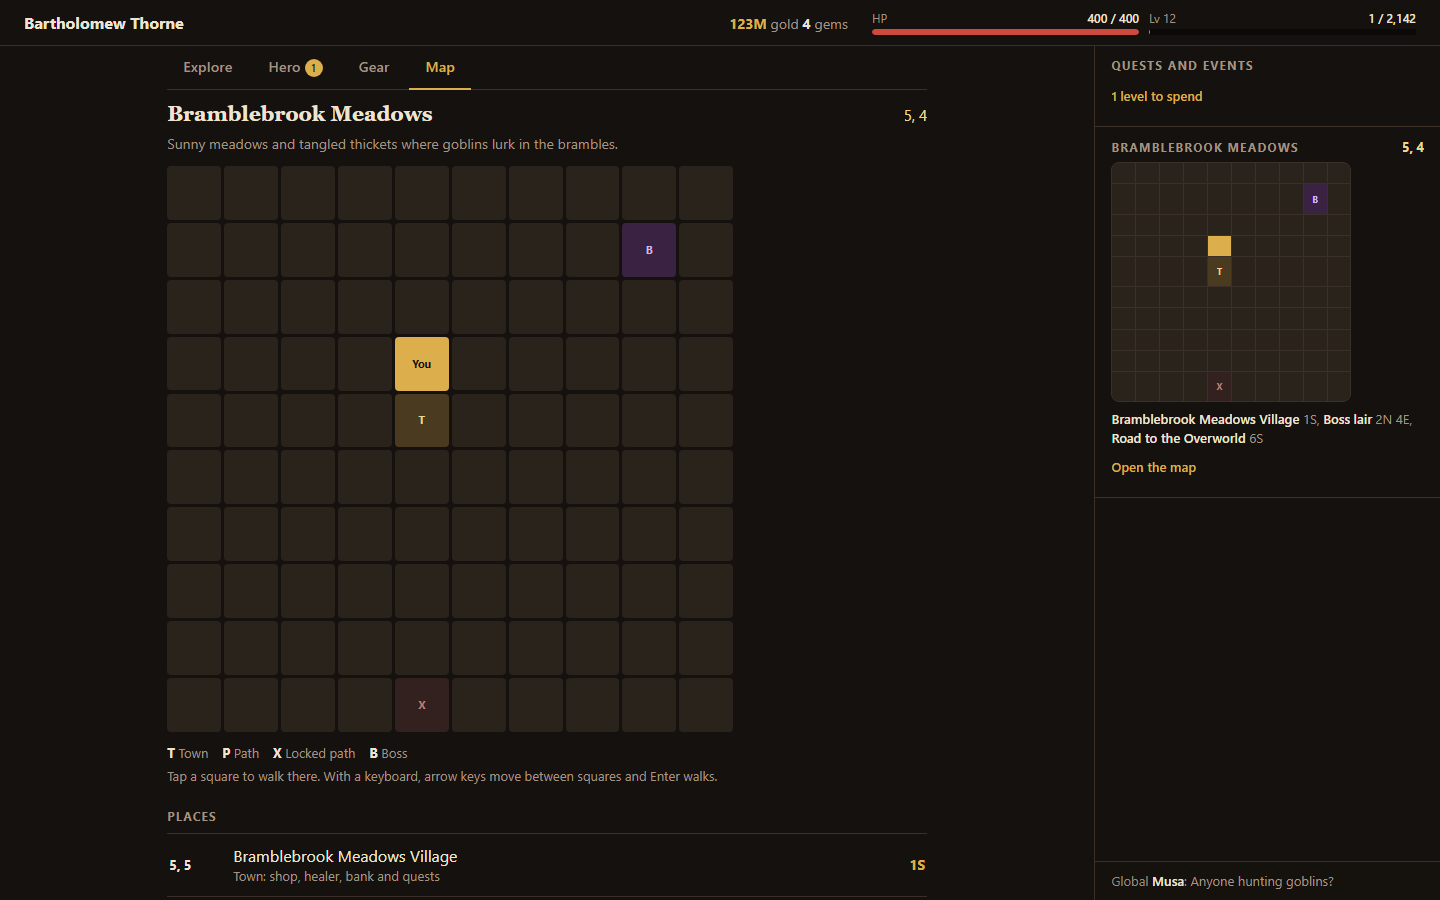 Bartholomew Thorne
123M gold 4 gems
HP 400 / 400
Lv 12 1 / 2,142
Explore Hero 1 Gear Map
Bramblebrook Meadows 5, 4
Sunny meadows and tangled thickets where goblins lurk in the brambles.
B
You
T
X
T Town P Path X Locked path B Boss
Tap a square to walk there. With a keyboard, arrow keys move between squares and Enter walks.
PLACES
5, 5 Bramblebrook Meadows Village 1S
Town: shop, healer, bank and quests
QUESTS AND EVENTS
1 level to spend
BRAMBLEBROOK MEADOWS 5, 4
B
T
X
Bramblebrook Meadows Village 1S, Boss lair 2N 4E,
Road to the Overworld 6S
Open the map
Global Musa: Anyone hunting goblins?